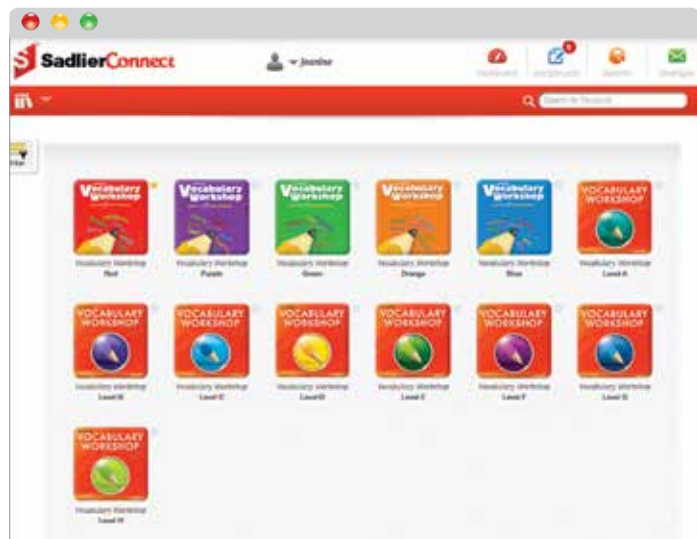 SadlierConnect
Jeanine
Vocabulary Workshop
Vocabulary Workshop
Vocabulary Workshop
Vocabulary Workshop
Vocabulary Workshop
VOCABULARY WORKSHOP
Vocabulary Workshop
Vocabulary Workshop
Vocabulary Workshop
Vocabulary Workshop
Vocabulary Workshop
Vocabulary Workshop
Red
Purple
Green
Orange
Blue
Level A
VOCABULARY WORKSHOP
VOCABULARY WORKSHOP
VOCABULARY WORKSHOP
VOCABULARY WORKSHOP
VOCABULARY WORKSHOP
VOCABULARY WORKSHOP
Vocabulary Workshop
Vocabulary Workshop
Vocabulary Workshop
Vocabulary Workshop
Vocabulary Workshop
Vocabulary Workshop
Level B
Level C
Level D
Level E
Level F
Level G
VOCABULARY WORKSHOP
Vocabulary Workshop
Level H